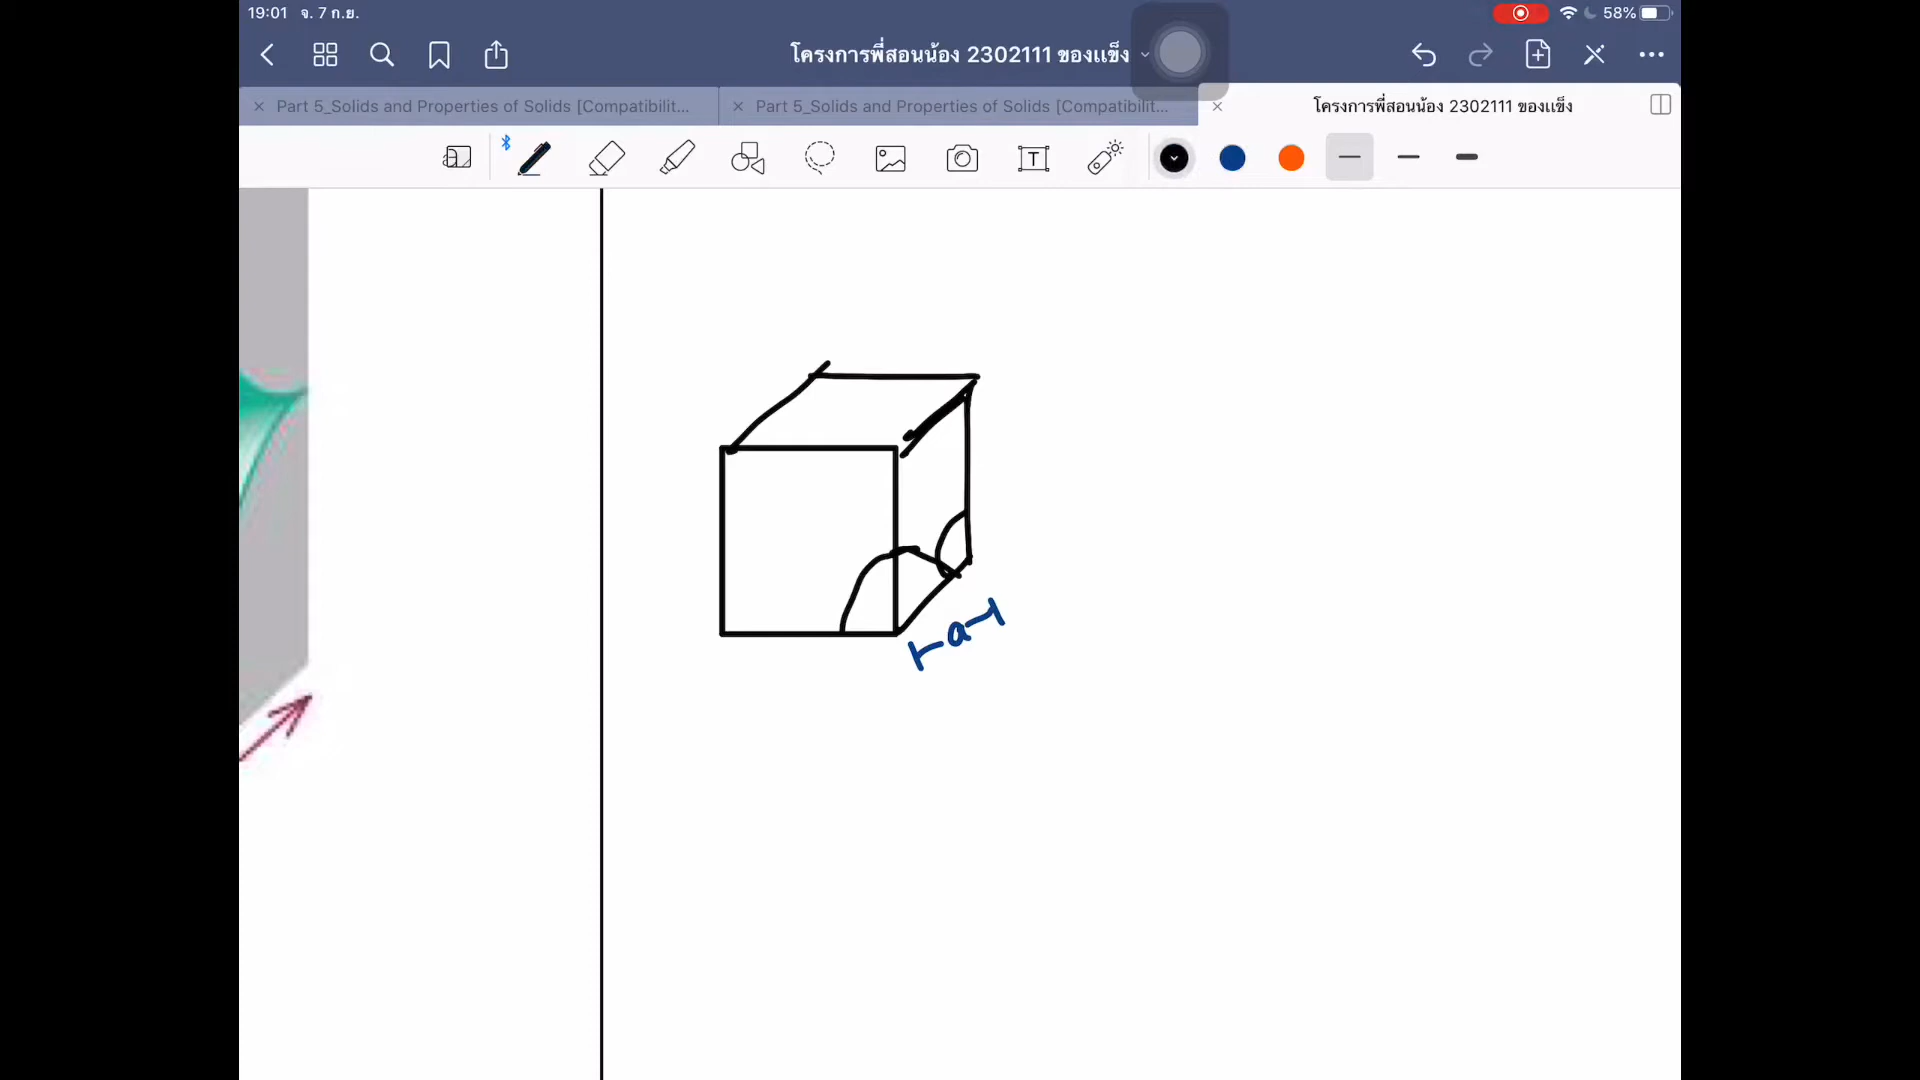 19:01 จ. 7 ก.ย.
58%
โครงการพี่สอนน้อง 2302111 ของแข็ง
Part 5_Solids and Properties of Solids [Compatibilit...
Part 5_Solids and Properties of Solids [Compatibilit...
โครงการพี่สอนน้อง 2302111 ของแข็ง
a
T
a